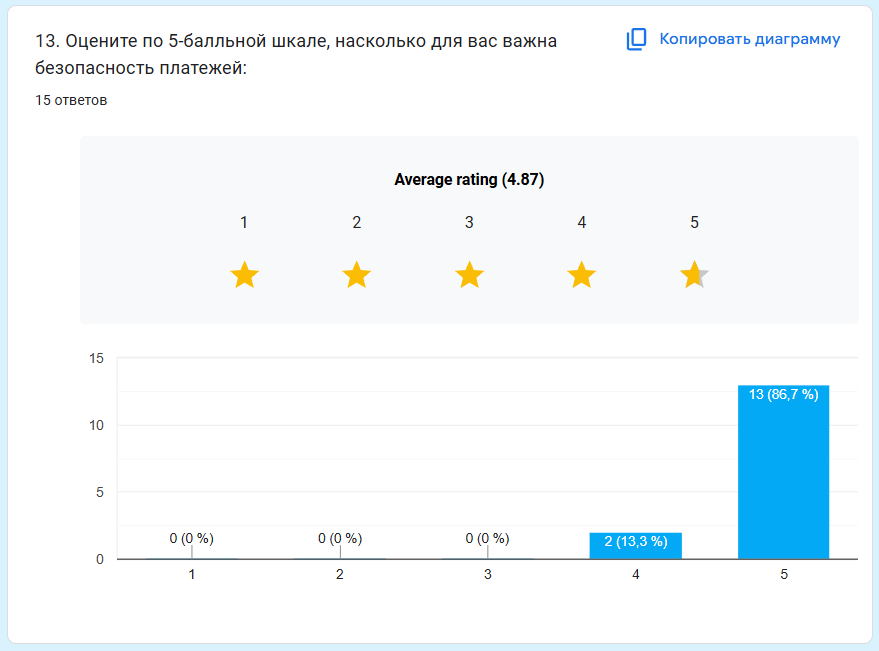 13. Оцените по 5-балльной шкале, насколько для вас важна
безопасность платежей:
Копировать диаграмму
15 ответов
Average rating (4.87)
1 2 3 4 5
15
10
5
0
0 (0 %) 0 (0 %) 0 (0 %) 2 (13,3 %) 13 (86,7 %)
1 2 3 4 5